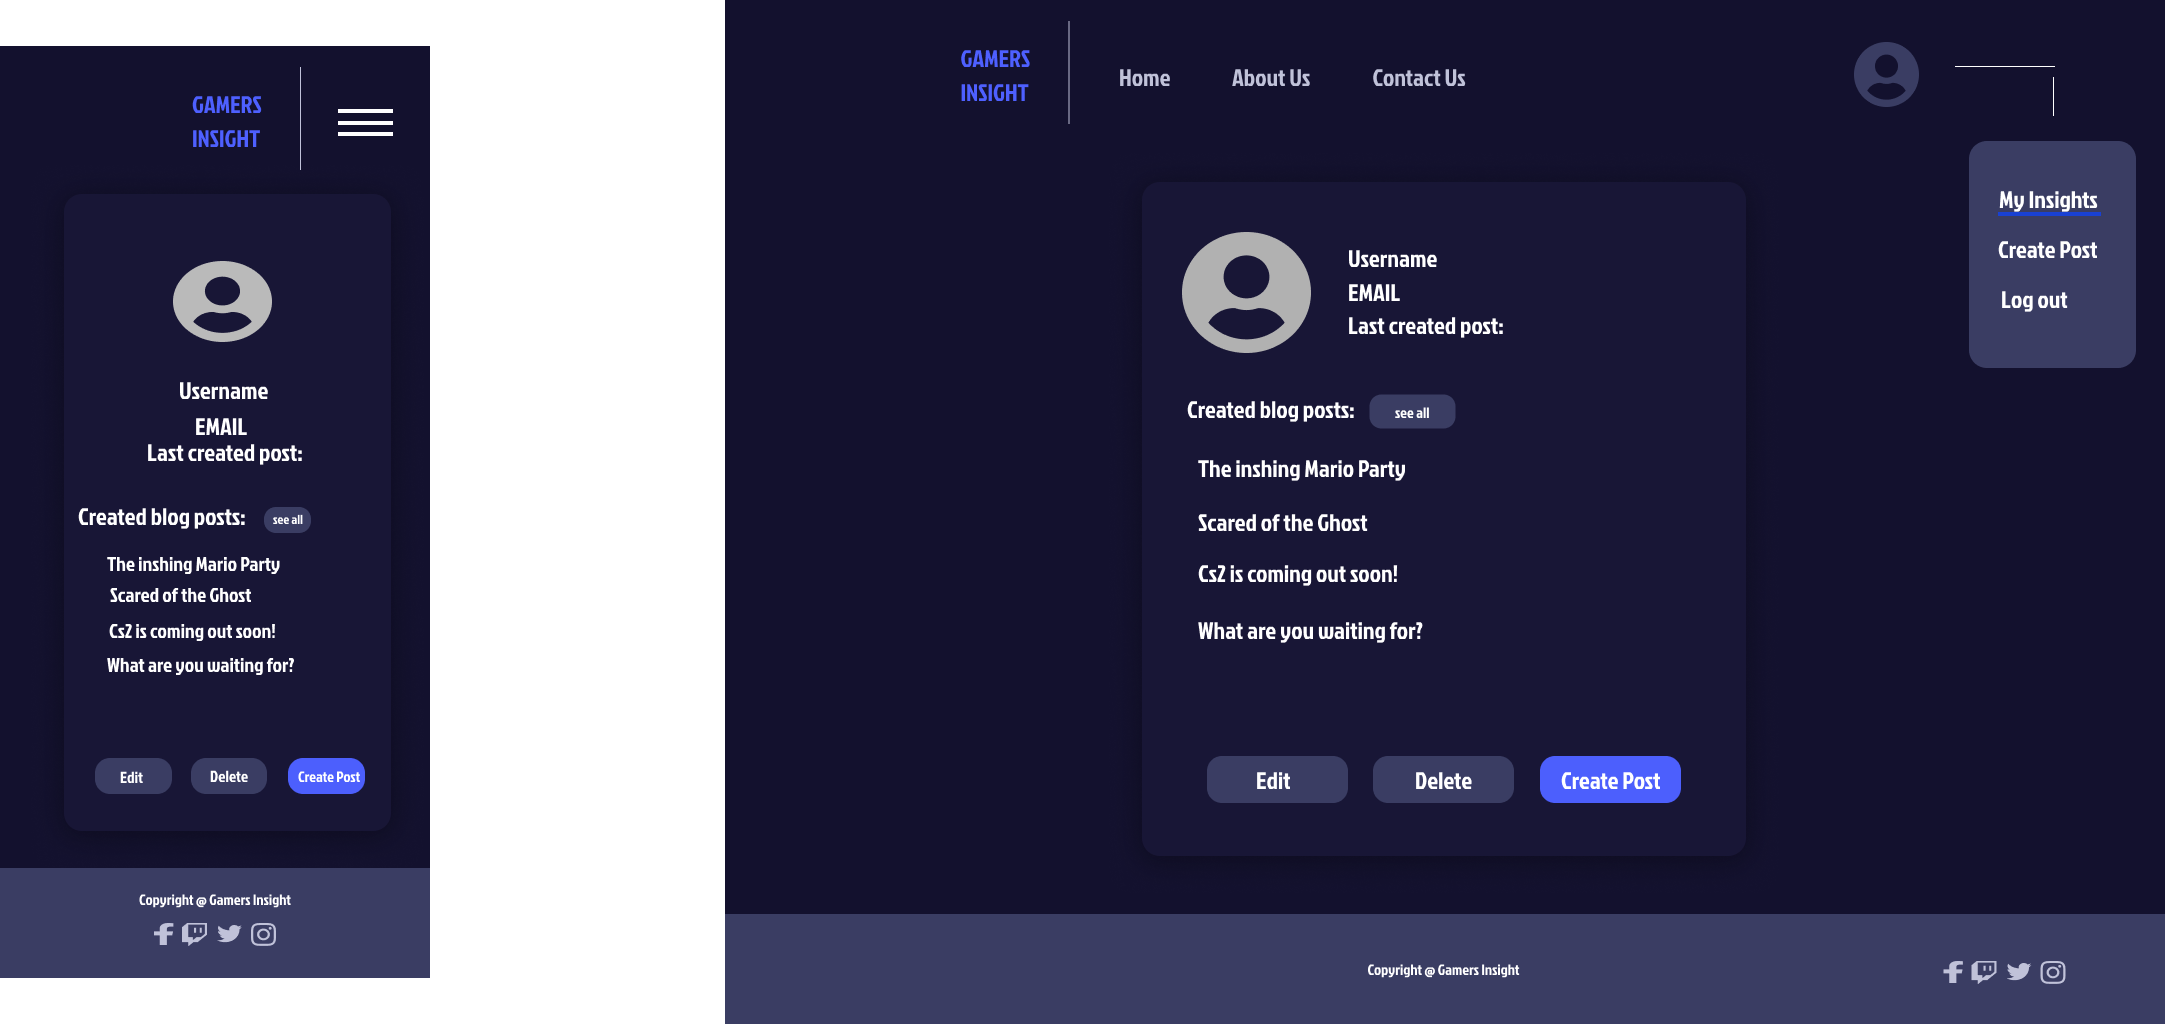 GAMERS
INSIGHT
Username
EMAIL
Last created post:
Created blog posts:
see all
The inshing Mario Party
Scared of the Ghost
Cs2 is coming out soon!
What are you waiting for?
Edit
Delete
Create Post
Copyright @ Gamers Insight
GAMERS
INSIGHT
Home
About Us
Contact Us
My Insights
Create Post
Log out
Username
EMAIL
Last created post:
Created blog posts:
see all
The inshing Mario Party
Scared of the Ghost
Cs2 is coming out soon!
What are you waiting for?
Edit
Delete
Create Post
Copyright @ Gamers Insight